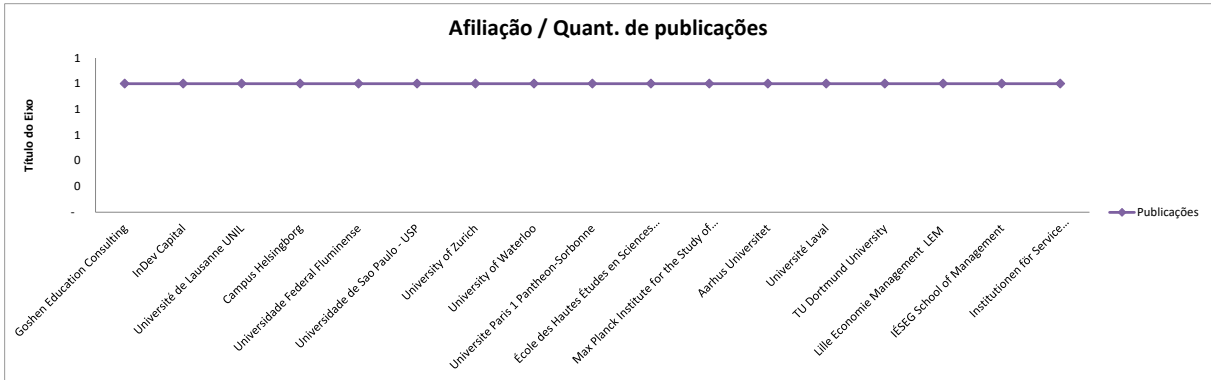 Afiliação / Quant. de publicações
Título do Eixo
1
1
1
1
0
0
-
Goshen Education Consulting
InDev Capital
Université de Lausanne UNIL
Campus Helsingborg
Universidade Federal Fluminense
Universidade de Sao Paulo - USP
University of Zurich
University of Waterloo
Universite Paris 1 Pantheon-Sorbonne
École des Hautes Études en Sciences...
Max Planck Institute for the Study of...
Aarhus Universitet
Université Laval
TU Dortmund University
Lille Economie Management LEM
IÉSEG School of Management
Institutionen för Service...
Publicações